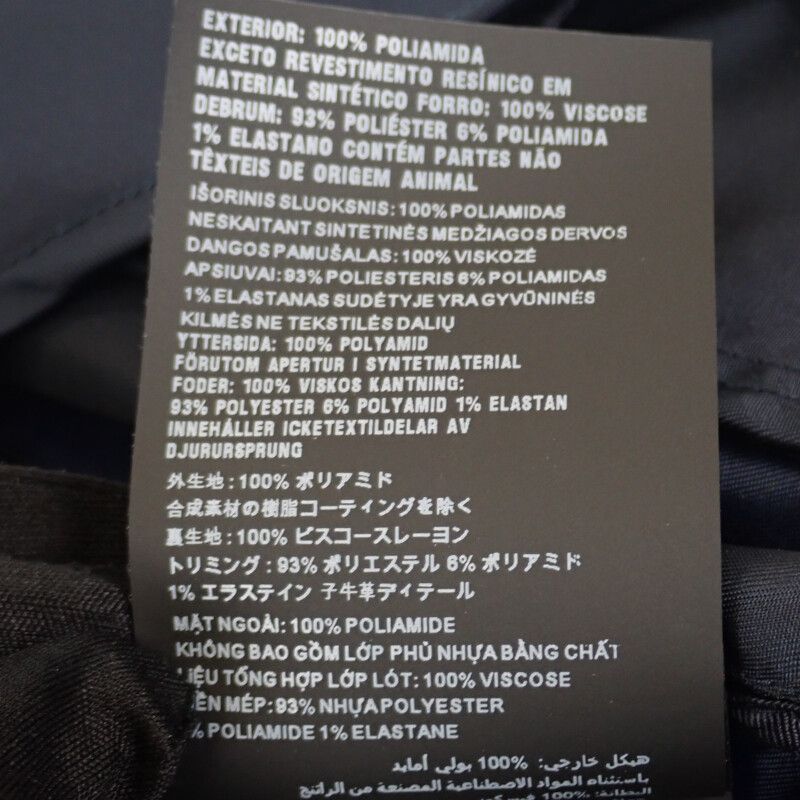 EXTERIOR: 100% POLIAMIDA
EXCETO REVESTIMENTO RESÍNICO EM
MATERIAL SINTÉTICO FORRO: 100% VISCOSE
DEBRUM: 93% POLIÉSTER 6% POLIAMIDA
1% ELASTANO CONTÉM PARTES NÃO
TÊXTEIS DE ORIGEM ANIMAL
IŠORINIS SLUOKSNIS: 100% POLIAMIDAS
NESKAITANT SINTETINĖS MEDŽIAGOS DERVOS
DANGOS PAMUŠALAS: 100% VISKOZĖ
APSIUVAI: 93% POLIESTERIS 6% POLIAMIDAS
1% ELASTANAS SUDĖTYJE YRA GYVŪNINĖS
KILMĖS NE TEKSTILĖS DALIŲ
YTTERSIDA: 100% POLYAMID
FÖRUTOM APERTUR I SYNTETMATERIAL
FODER: 100% VISKOS KANTNING:
93% POLYESTER 6% POLYAMID 1% ELASTAN
INNEHÅLLER ICKETEXTILDELAR AV
DJURURSPRUNG
外生地: 100% ポリアミド
合成素材の樹脂コーティングを除く
裏生地: 100% ビスコースレーヨン
トリミング: 93% ポリエステル 6% ポリアミド
1% エラステイン 子牛革ディテール
MẶT NGOÀI: 100% POLIAMIDE
KHÔNG BAO GỒM LỚP PHỦ NHỰA BẰNG CHẤT
LIỆU TỔNG HỢP LỚP LÓT: 100% VISCOSE
MÉP: 93% NHỰA POLYESTER
POLIAMIDE 1% ELASTANE
هيكل خارجي: 100% بولي أمايد
باستثناء المواد الاصطناعية المصنعة من الراتنج
البطانة: 100%